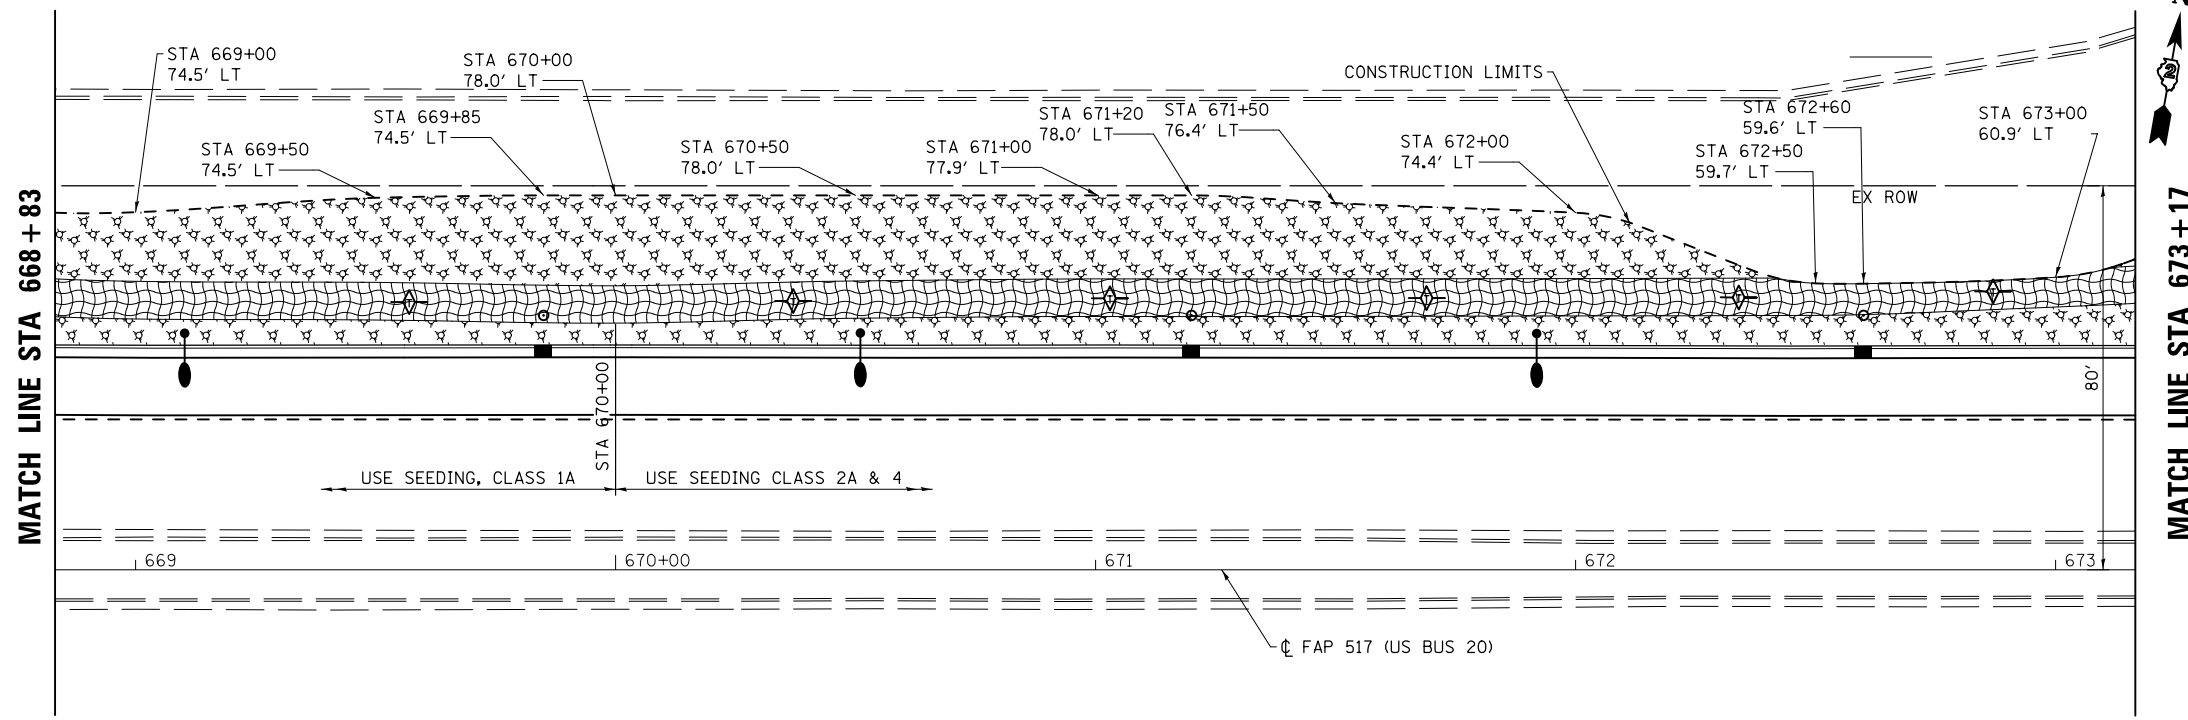 STA 669+00
74.5' LT
STA 670+00
78.0' LT
CONSTRUCTION LIMITS
STA 669+85
74.5' LT
STA 671+20
78.0' LT
STA 671+50
76.4' LT
STA 672+60
59.6' LT
STA 673+00
60.9' LT
STA 669+50
74.5' LT
STA 670+50
78.0' LT
STA 671+00
77.9' LT
STA 672+00
74.4' LT
STA 672+50
59.7' LT
EX ROW
MATCH LINE STA 668+83
MATCH LINE STA 673+17
T
T
T
T
T
T
2
80'
STA 670+00
USE SEEDING, CLASS 1A
USE SEEDING CLASS 2A & 4
669
670+00
671
672
673
℄ FAP 517 (US BUS 20)